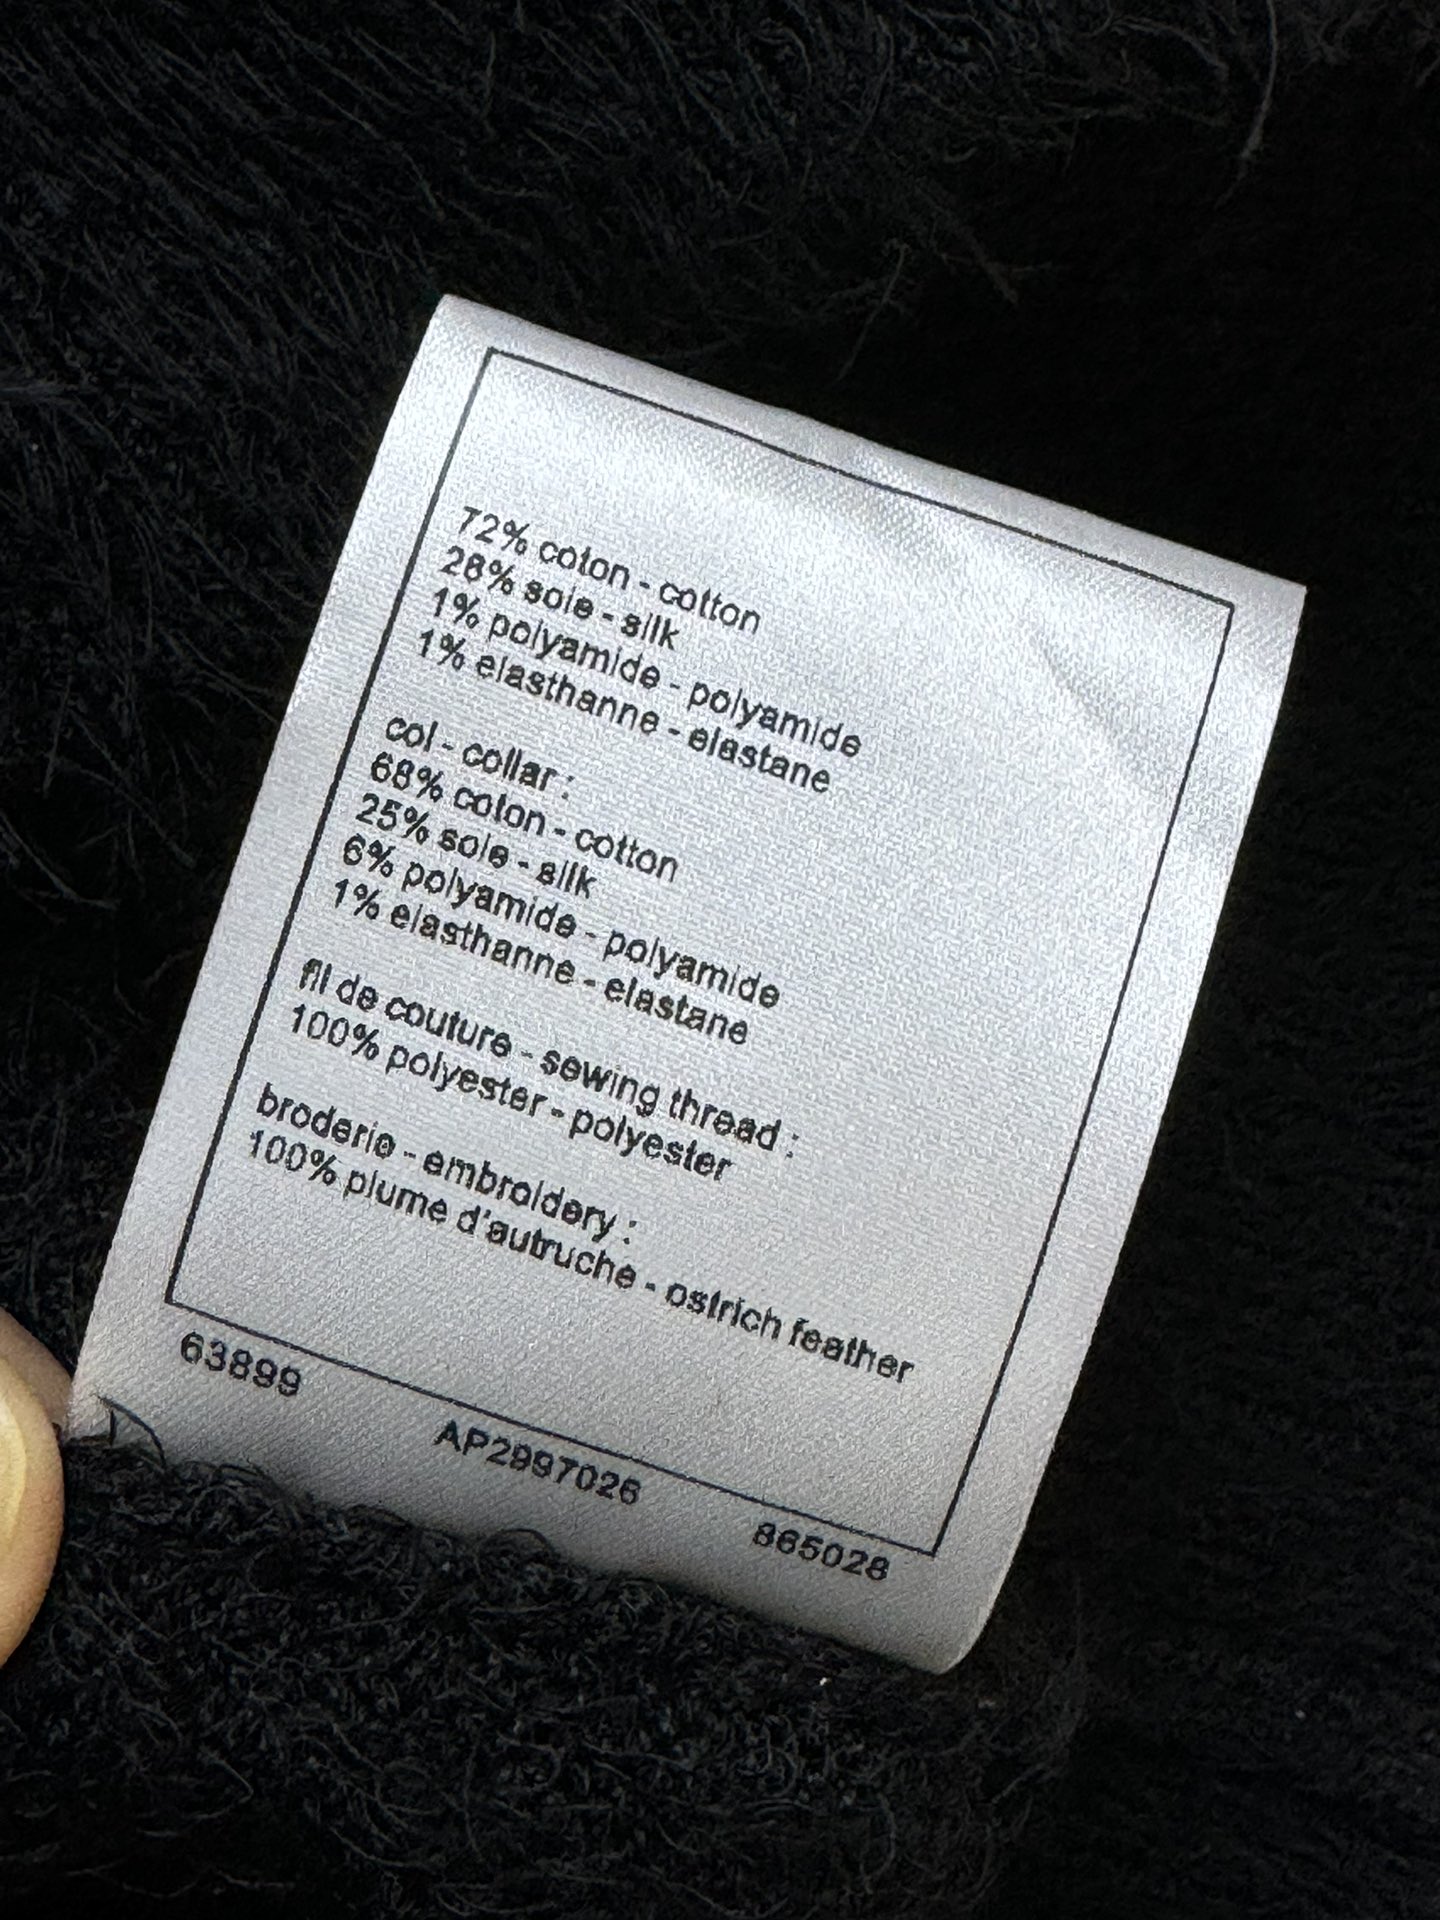 72% coton - cotton
28% soie - silk
1% polyamide - polyamide
1% elasthanne - elastane
col - collar :
68% coton - cotton
25% soie - silk
6% polyamide - polyamide
1% elasthanne - elastane
fil de couture - sewing thread :
100% polyester - polyester
broderie - embroidery :
100% plume d'autruche - ostrich feather
63899
AP2997026
865028